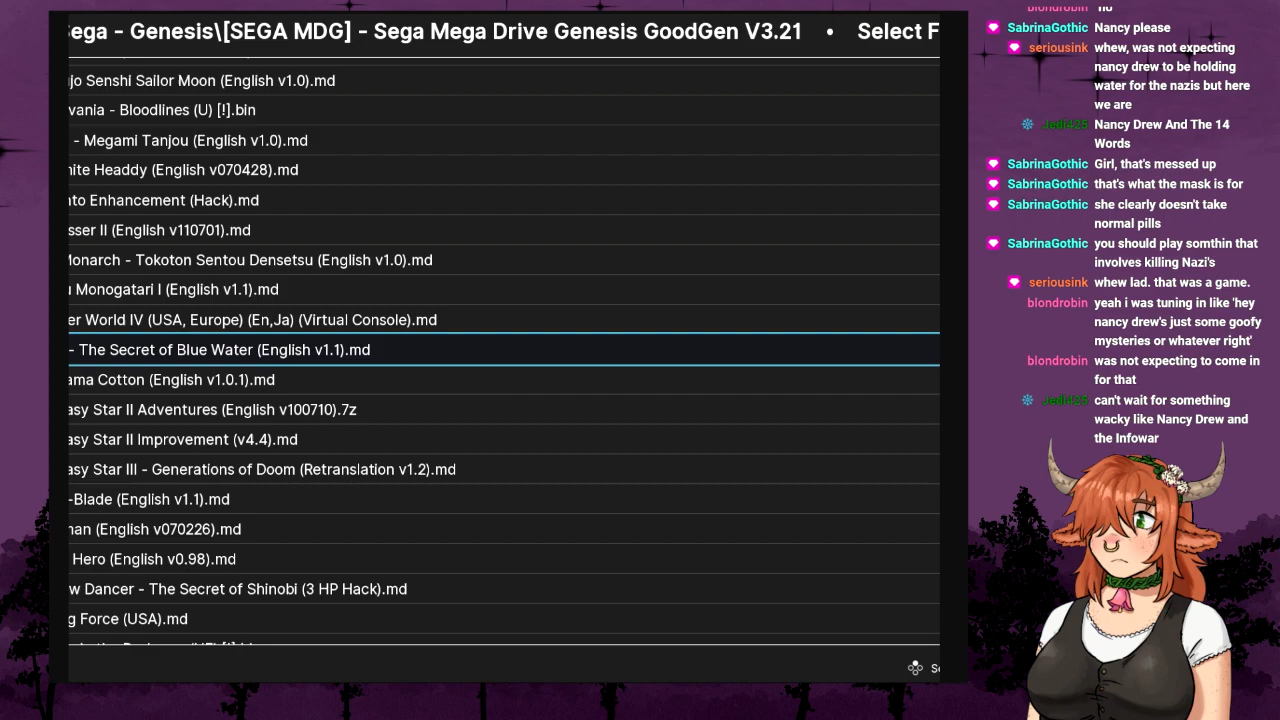 Sega - Genesis\[SEGA MDG] - Sega Mega Drive Genesis GoodGen V3.21 • Select F
jo Senshi Sailor Moon (English v1.0).md
vania - Bloodlines (U) [!].bin
- Megami Tanjou (English v1.0).md
ite Headdy (English v070428).md
to Enhancement (Hack).md
sser II (English v110701).md
Monarch - Tokoton Sentou Densetsu (English v1.0).md
u Monogatari I (English v1.1).md
er World IV (USA, Europe) (En,Ja) (Virtual Console).md
- The Secret of Blue Water (English v1.1).md
ama Cotton (English v1.0.1).md
asy Star II Adventures (English v100710).7z
asy Star II Improvement (v4.4).md
asy Star III - Generations of Doom (Retranslation v1.2).md
-Blade (English v1.1).md
nan (English v070226).md
Hero (English v0.98).md
w Dancer - The Secret of Shinobi (3 HP Hack).md
g Force (USA).md
Se
blondrobin no
SabrinaGothic Nancy please
seriousink whew, was not expecting
nancy drew to be holding
water for the nazis but here
we are
Jedi425 Nancy Drew And The 14
Words
SabrinaGothic Girl, that's messed up
SabrinaGothic that's what the mask is for
SabrinaGothic she clearly doesn't take
normal pills
SabrinaGothic you should play somthin that
involves killing Nazi's
seriousink whew lad. that was a game.
blondrobin yeah i was tuning in like 'hey
nancy drew's just some goofy
mysteries or whatever right'
blondrobin was not expecting to come in
for that
Jedi425 can't wait for something
wacky like Nancy Drew and
the Infowar